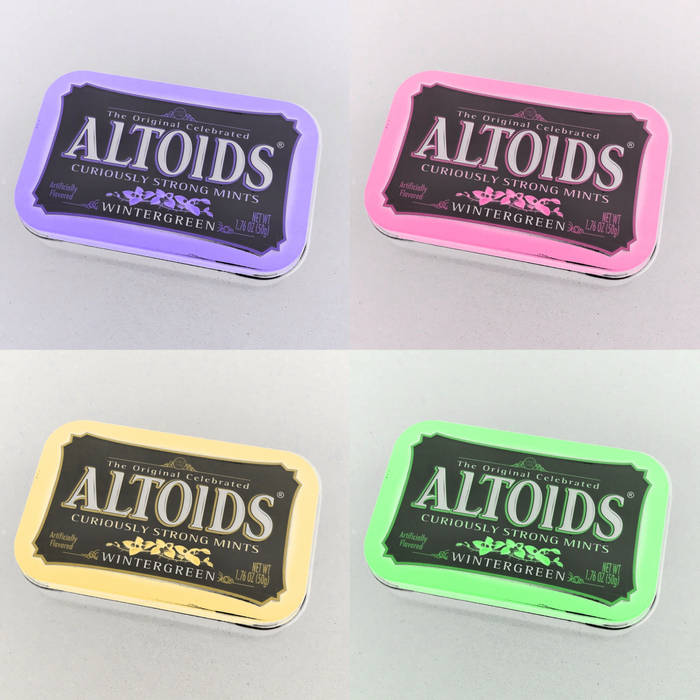 The Original Celebrated
ALTOIDS®
CURIOUSLY STRONG MINTS
Artificially
Flavored
WINTERGREEN
NET WT
1.76 OZ (50g)
The Original Celebrated
ALTOIDS®
CURIOUSLY STRONG MINTS
Artificially
Flavored
WINTERGREEN
NET WT
1.76 OZ (50g)
The Original Celebrated
ALTOIDS®
CURIOUSLY STRONG MINTS
Artificially
Flavored
WINTERGREEN
NET WT
1.76 OZ (50g)
The Original Celebrated
ALTOIDS®
CURIOUSLY STRONG MINTS
Artificially
Flavored
WINTERGREEN
NET WT
1.76 OZ (50g)